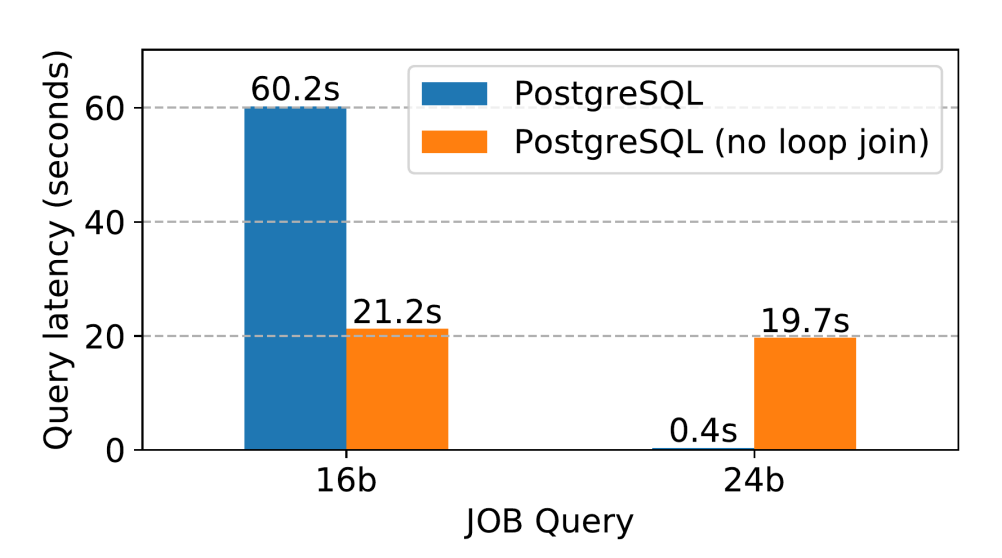 Query latency (seconds)
60
40
20
0
60.2s
21.2s
0.4s
19.7s
PostgreSQL
PostgreSQL (no loop join)
16b
24b
JOB Query